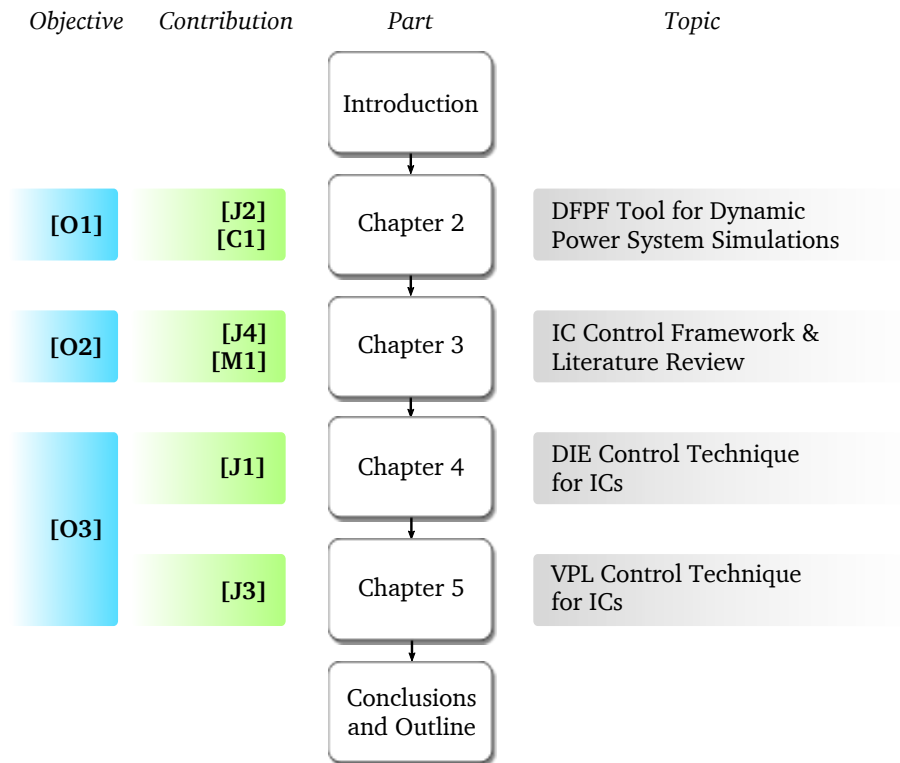 Objective Contribution Part Topic
Introduction
[O1]
[J2]
[C1]
Chapter 2
DFPF Tool for Dynamic
Power System Simulations
[O2]
[J4]
[M1]
Chapter 3
IC Control Framework &
Literature Review
[O3]
[J1]
Chapter 4
DIE Control Technique
for ICs
[J3]
Chapter 5
VPL Control Technique
for ICs
Conclusions
and Outline